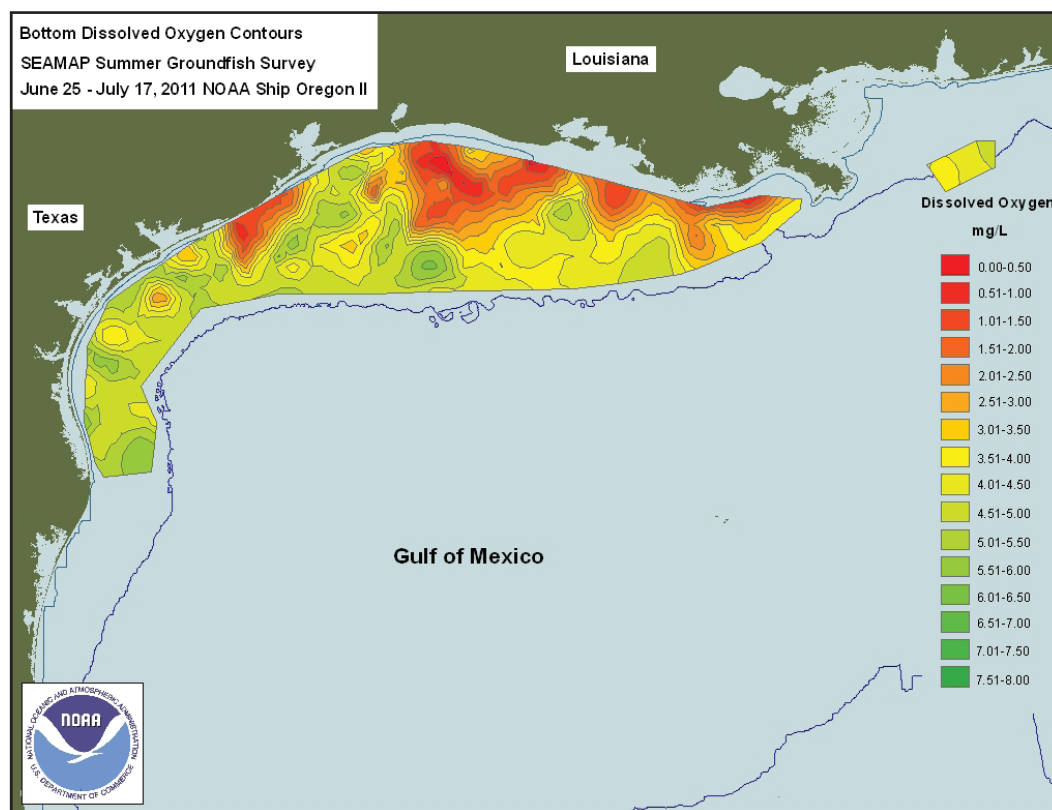 Bottom Dissolved Oxygen Contours
SEAMAP Summer Groundfish Survey
June 25 - July 17, 2011 NOAA Ship Oregon II
Louisiana
Texas
Dissolved Oxygen
mg/L
0.00-0.50
0.51-1.00
1.01-1.50
1.51-2.00
2.01-2.50
2.51-3.00
3.01-3.50
3.51-4.00
4.01-4.50
4.51-5.00
5.01-5.50
5.51-6.00
6.01-6.50
6.51-7.00
7.01-7.50
7.51-8.00
Gulf of Mexico
NATIONAL OCEANIC AND ATMOSPHERIC ADMINISTRATION
NOAA
U.S. DEPARTMENT OF COMMERCE